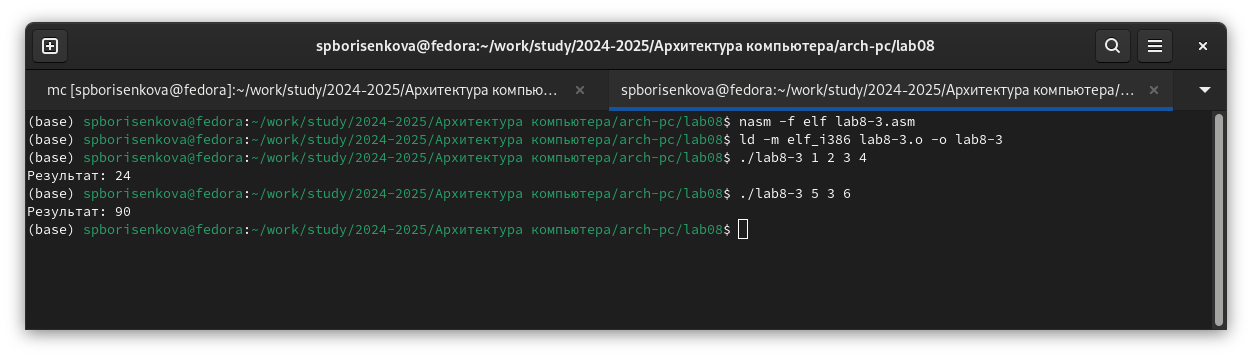 spborisenkova@fedora:~/work/study/2024-2025/Архитектура компьютера/arch-pc/lab08
mc [spborisenkova@fedora]:~/work/study/2024-2025/Архитектура компью...
spborisenkova@fedora:~/work/study/2024-2025/Архитектура компьютера/...
(base) spborisenkova@fedora:~/work/study/2024-2025/Архитектура компьютера/arch-pc/lab08$ nasm -f elf lab8-3.asm
(base) spborisenkova@fedora:~/work/study/2024-2025/Архитектура компьютера/arch-pc/lab08$ ld -m elf_i386 lab8-3.o -o lab8-3
(base) spborisenkova@fedora:~/work/study/2024-2025/Архитектура компьютера/arch-pc/lab08$ ./lab8-3 1 2 3 4
Результат: 24
(base) spborisenkova@fedora:~/work/study/2024-2025/Архитектура компьютера/arch-pc/lab08$ ./lab8-3 5 3 6
Результат: 90
(base) spborisenkova@fedora:~/work/study/2024-2025/Архитектура компьютера/arch-pc/lab08$